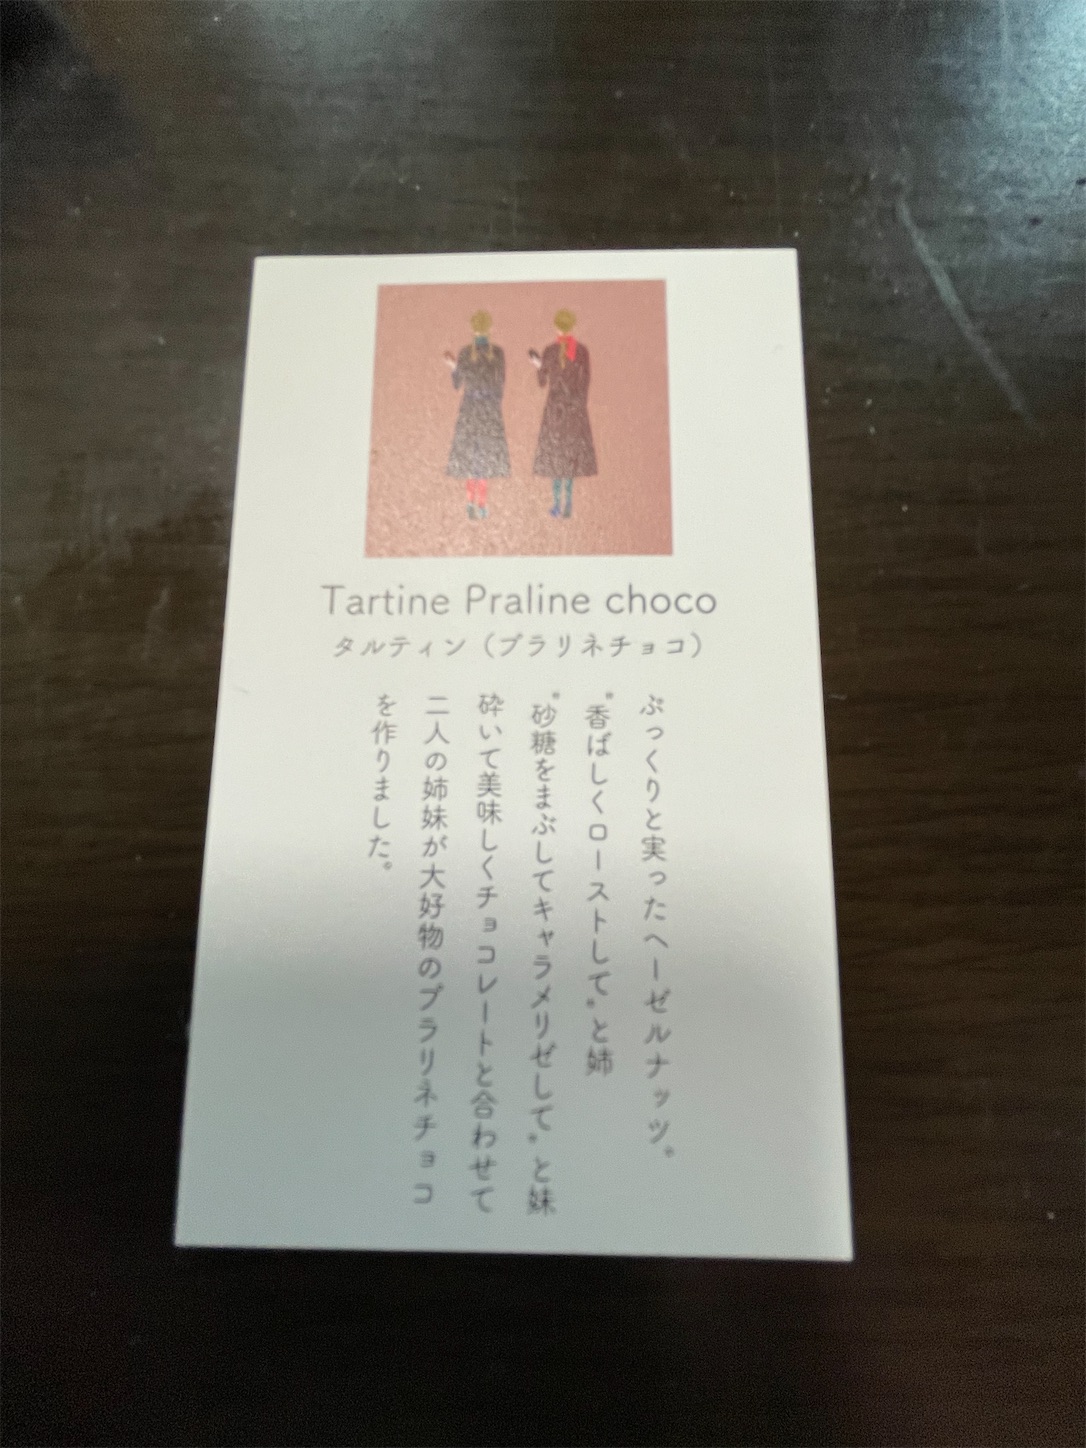 Tartine Praline choco
タルティン（プラリネチョコ）
ぷっくりと実ったヘーゼルナッツ。
"香ばしくローストして"と姉
"砂糖をまぶしてキャラメリゼして"と妹
砕いて美味しくチョコレートと合わせて
二人の姉妹が大好物のプラリネチョコ
を作りました。